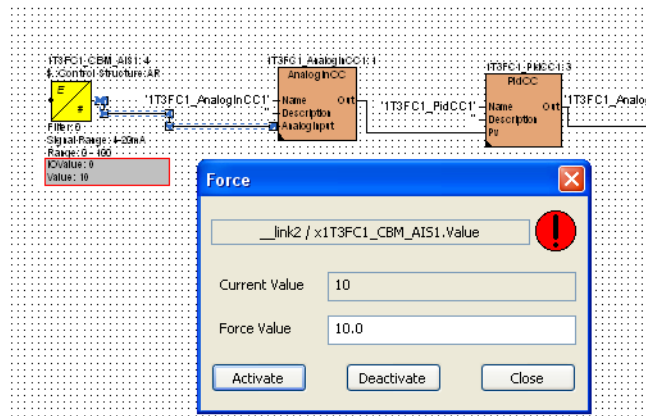 1T3FC1_CBM_AIS1: 4
$.:Control-Structure:AR
E
#
Filter: 0
Signal-Range: 4-20mA
Range: 0 - 100
IOValue: 0
Value: 10
1T3FC1_AnalogInCC1: 1
AnalogInCC
'1T3FC1_AnalogInCC1'
Name Out
Description
AnalogInput
1T3FC1_PidCC1: 3
PidCC
'1T3FC1_PidCC1'
Name Out
Description
Pv
'1T3FC1_Analo
Force
__link2 / x1T3FC1_CBM_AIS1.Value
Current Value 10
Force Value 10.0
Activate Deactivate Close